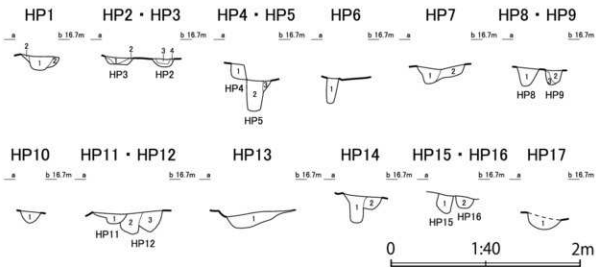 HP1 HP2・HP3 HP4・HP5 HP6 HP7 HP8・HP9
a b 16.7m a b 16.7m a b 16.7m a b 16.7m a b 16.7m a b 16.7m
2 1 2
1 2 3 4
HP3 HP2
1 2 3
HP4
HP5
1
1 2
1 2
HP8 HP9
HP10 HP11・HP12 HP13 HP14 HP15・HP16 HP17
a b 16.7m a b 16.7m a b 16.7m a b 16.7m a b 16.7m a b 16.7m
1
1 2 3
HP11
HP12
1
1 2
1 2
HP15 HP16
1
0 1:40 2m